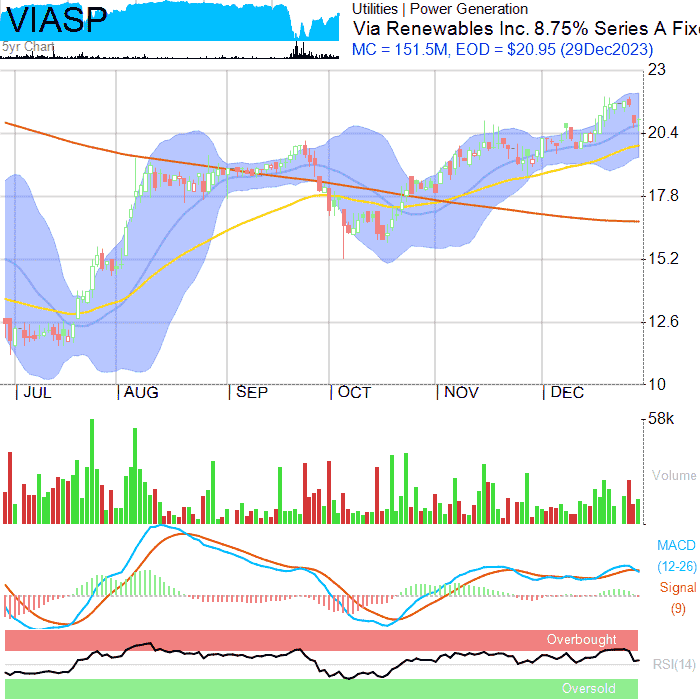 VIASP
5yr Chart
Utilities | Power Generation
Via Renewables Inc. 8.75% Series A Fixe
MC = 151.5M, EOD = $20.95 (29Dec2023)
23
20.4
17.8
15.2
12.6
10
|JUL |AUG |SEP |OCT |NOV |DEC
58k
Volume
MACD
(12-26)
Signal
(9)
Overbought
RSI(14)
Oversold